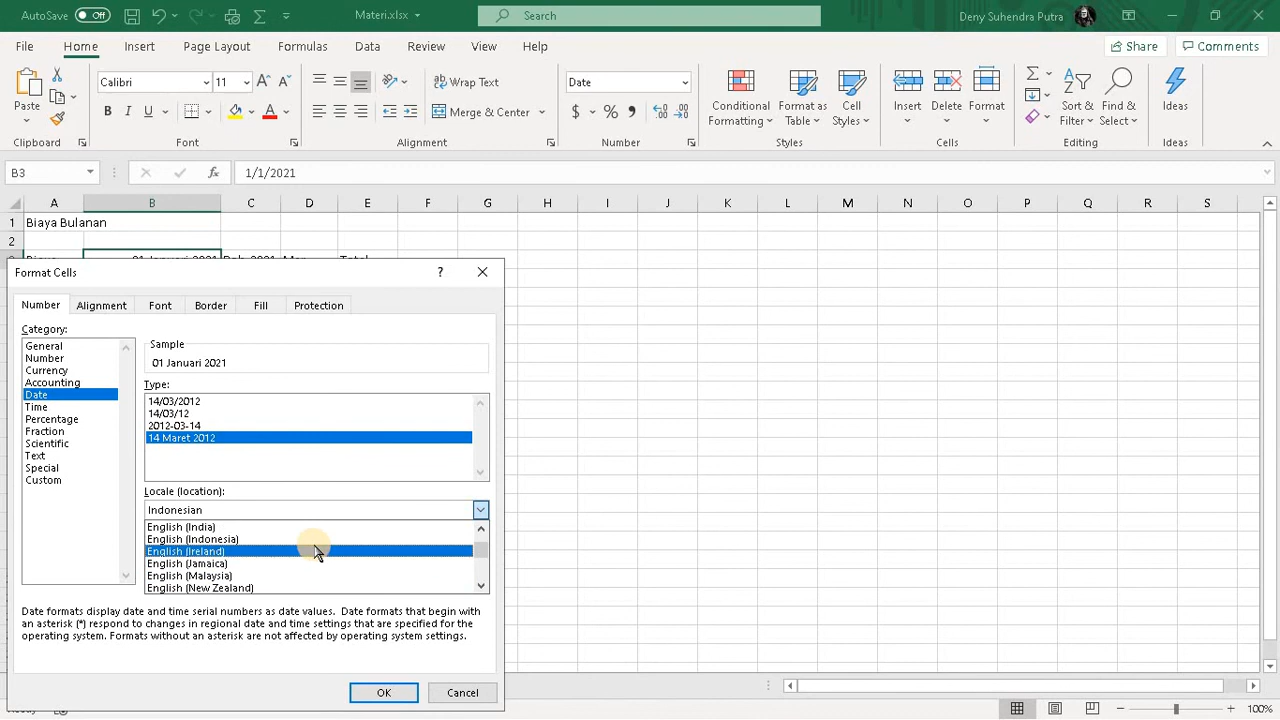 AutoSave Off Materi.xlsx Search Deny Suhendra Putra
File Home Insert Page Layout Formulas Data Review View Help Share Comments
Calibri 11 Wrap Text Date
Paste B I U Merge & Center $ % Conditional Formatting Format as Table Cell Styles Insert Delete Format Sort & Filter Find & Select Ideas
Clipboard Font Alignment Number Styles Cells Editing Ideas
B3 fx 1/1/2021
A B C D E F G H I J K L M N O P Q R S
1 Biaya Bulanan
2
Format Cells ?
Number Alignment Font Border Fill Protection
Category:
General
Number
Currency
Accounting
Date
Time
Percentage
Fraction
Scientific
Text
Special
Custom
Sample
01 Januari 2021
Type:
14/03/2012
14/03/12
2012-03-14
14 Maret 2012
Locale (location):
Indonesian
English (India)
English (Indonesia)
English (Ireland)
English (Jamaica)
English (Malaysia)
English (New Zealand)
Date formats display date and time serial numbers as date values. Date formats that begin with
an asterisk (*) respond to changes in regional date and time settings that are specified for the
operating system. Formats without an asterisk are not affected by operating system settings.
OK Cancel
100%